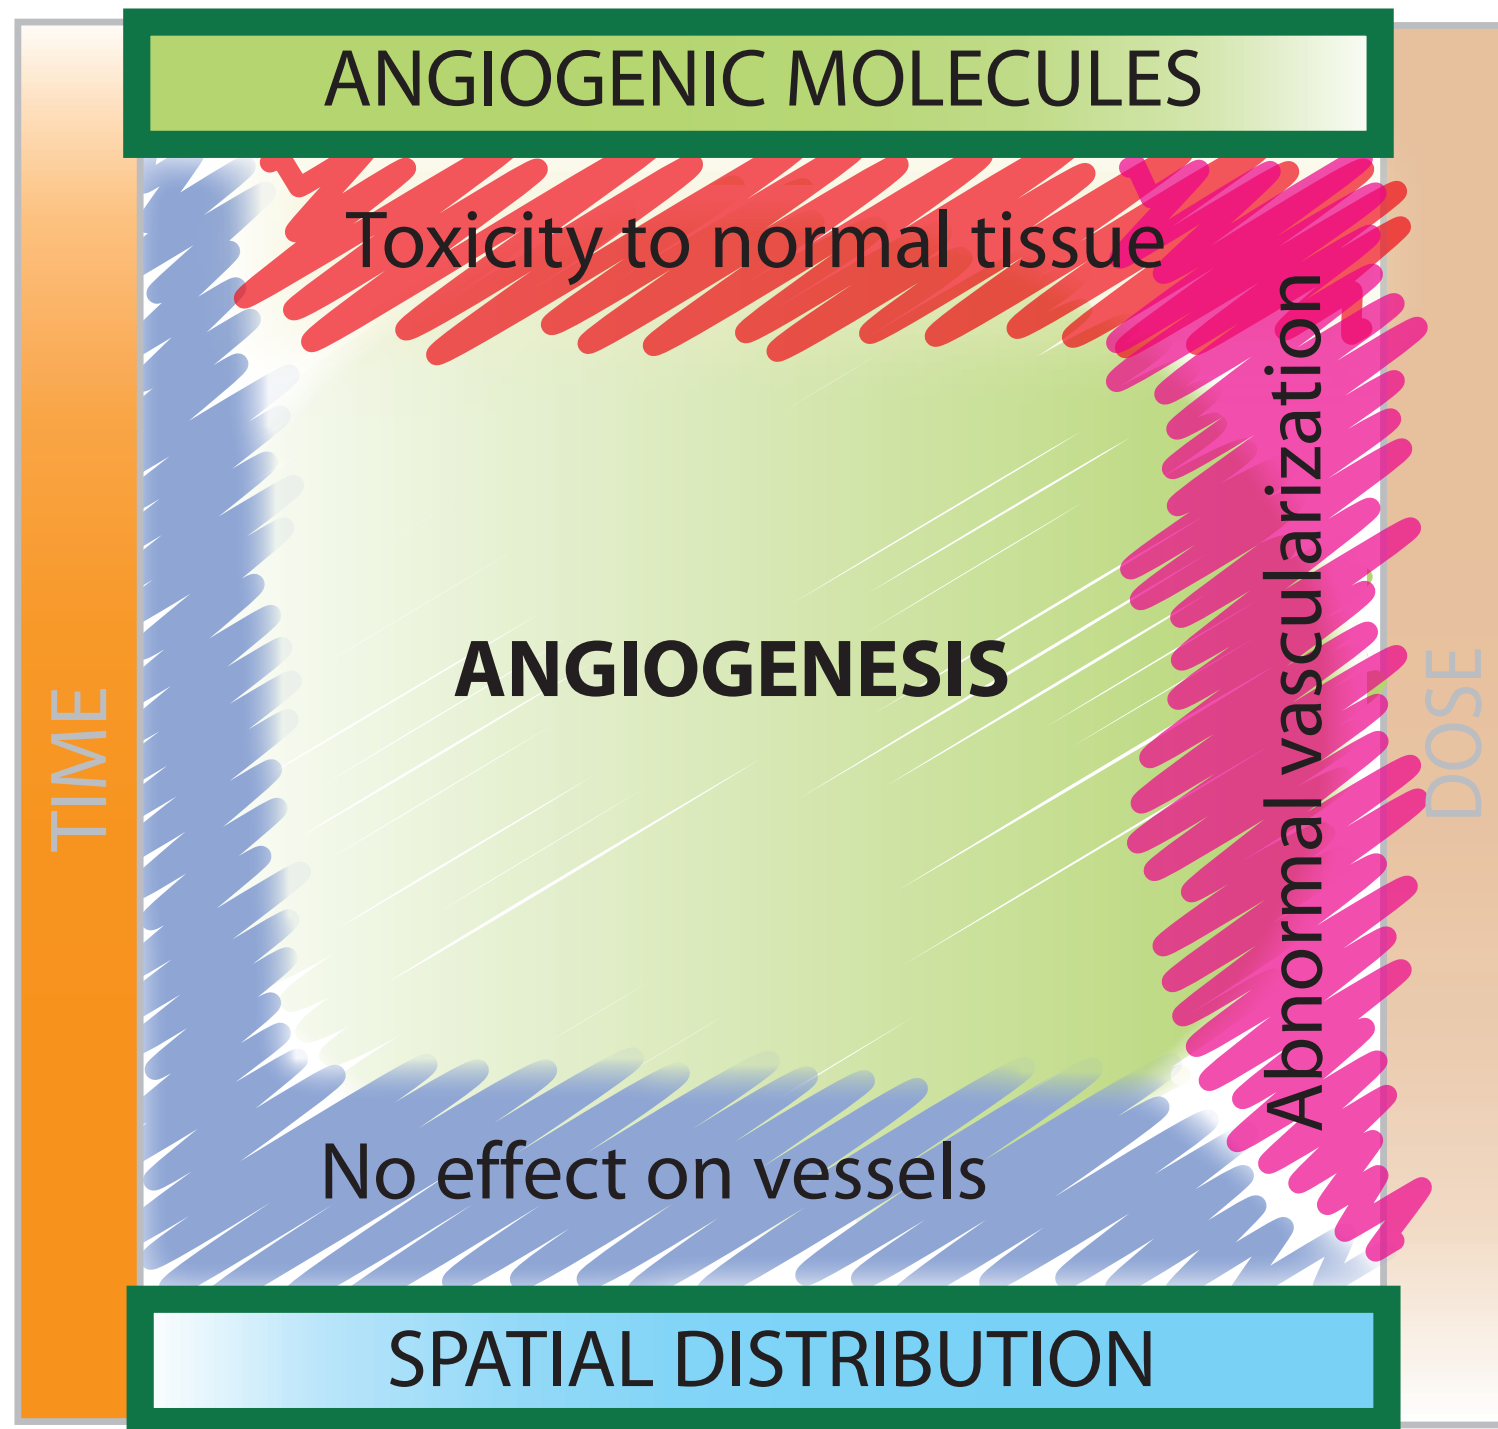 ANGIOGENIC MOLECULES
Toxicity to normal tissue
Abnormal vascularization
TIME
ANGIOGENESIS
DOSE
No effect on vessels
SPATIAL DISTRIBUTION